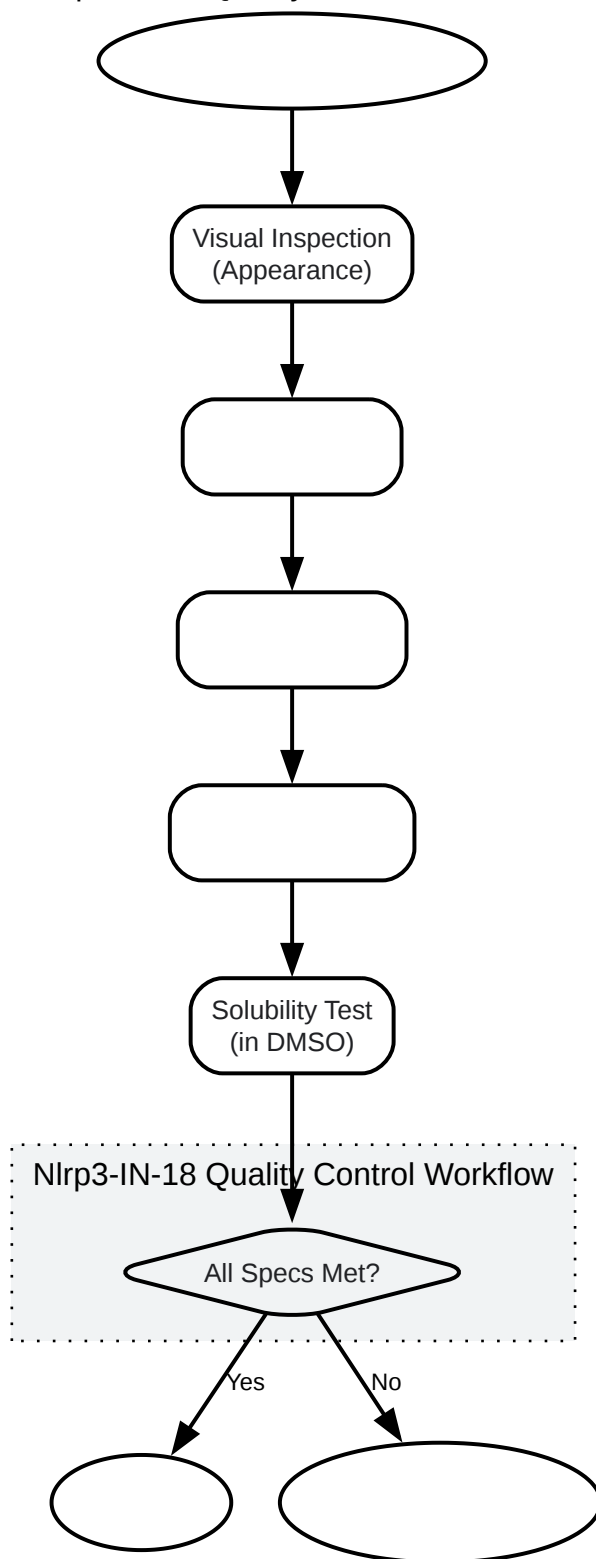 Visual Inspection
(Appearance)
Solubility Test
(in DMSO)
Nlrp3-IN-18 Quality Control Workflow
All Specs Met?
Yes
No